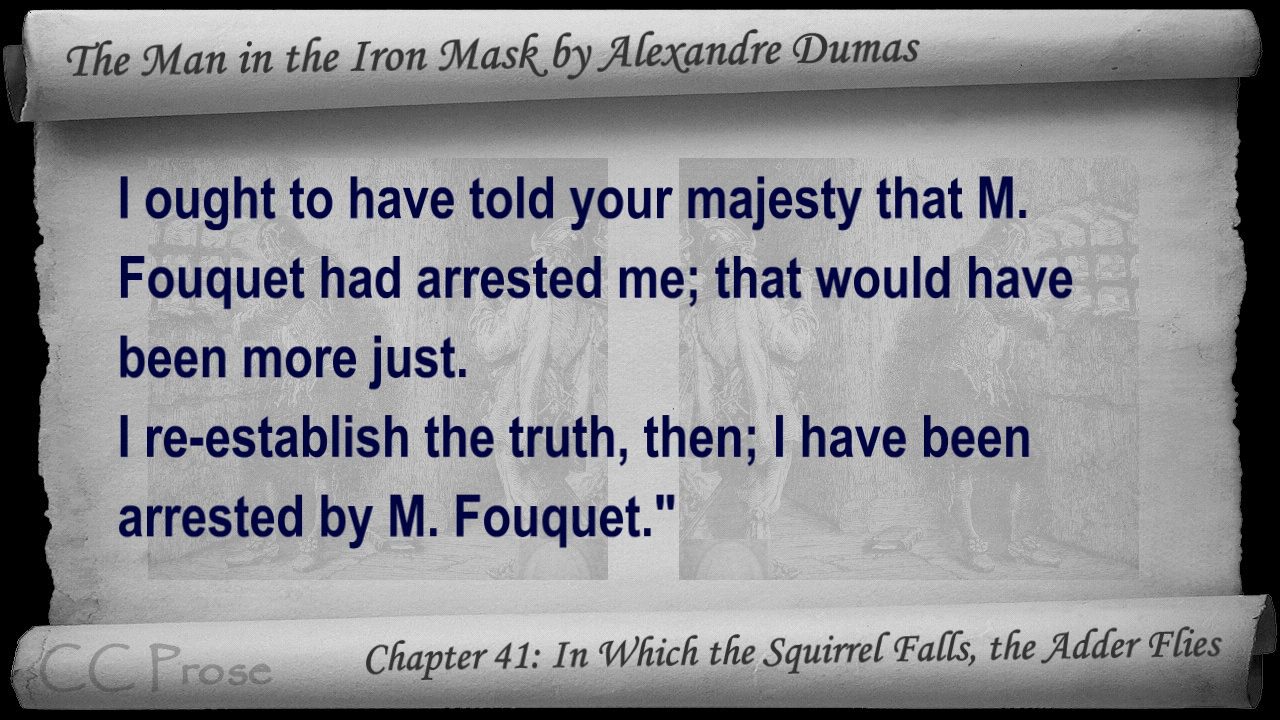 The Man in the Iron Mask by Alexandre Dumas
I ought to have told your majesty that M.
Fouquet had arrested me; that would have
been more just.
I re-establish the truth, then; I have been
arrested by M. Fouquet."
CC Prose
Chapter 41: In Which the Squirrel Falls, the Adder Flies